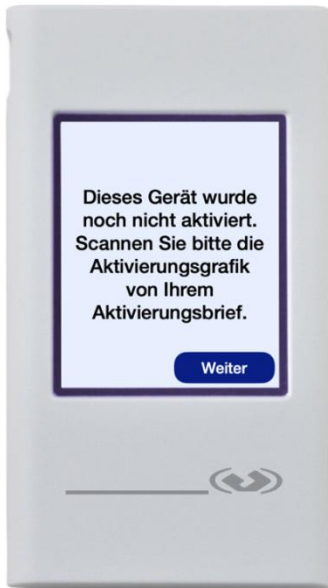 Dieses Gerät wurde
noch nicht aktiviert.
Scannen Sie bitte die
Aktivierungsgrafik
von Ihrem
Aktivierungsbrief.
Weiter